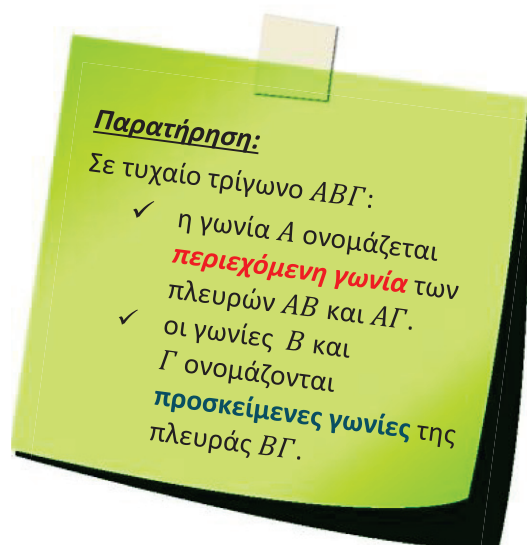 Παρατήρηση:
Σε τυχαίο τρίγωνο ΑΒΓ:
✓ η γωνία Α ονομάζεται
περιεχόμενη γωνία των
πλευρών ΑΒ και ΑΓ.
✓ οι γωνίες Β και
Γ ονομάζονται
προσκείμενες γωνίες της
πλευράς ΒΓ.